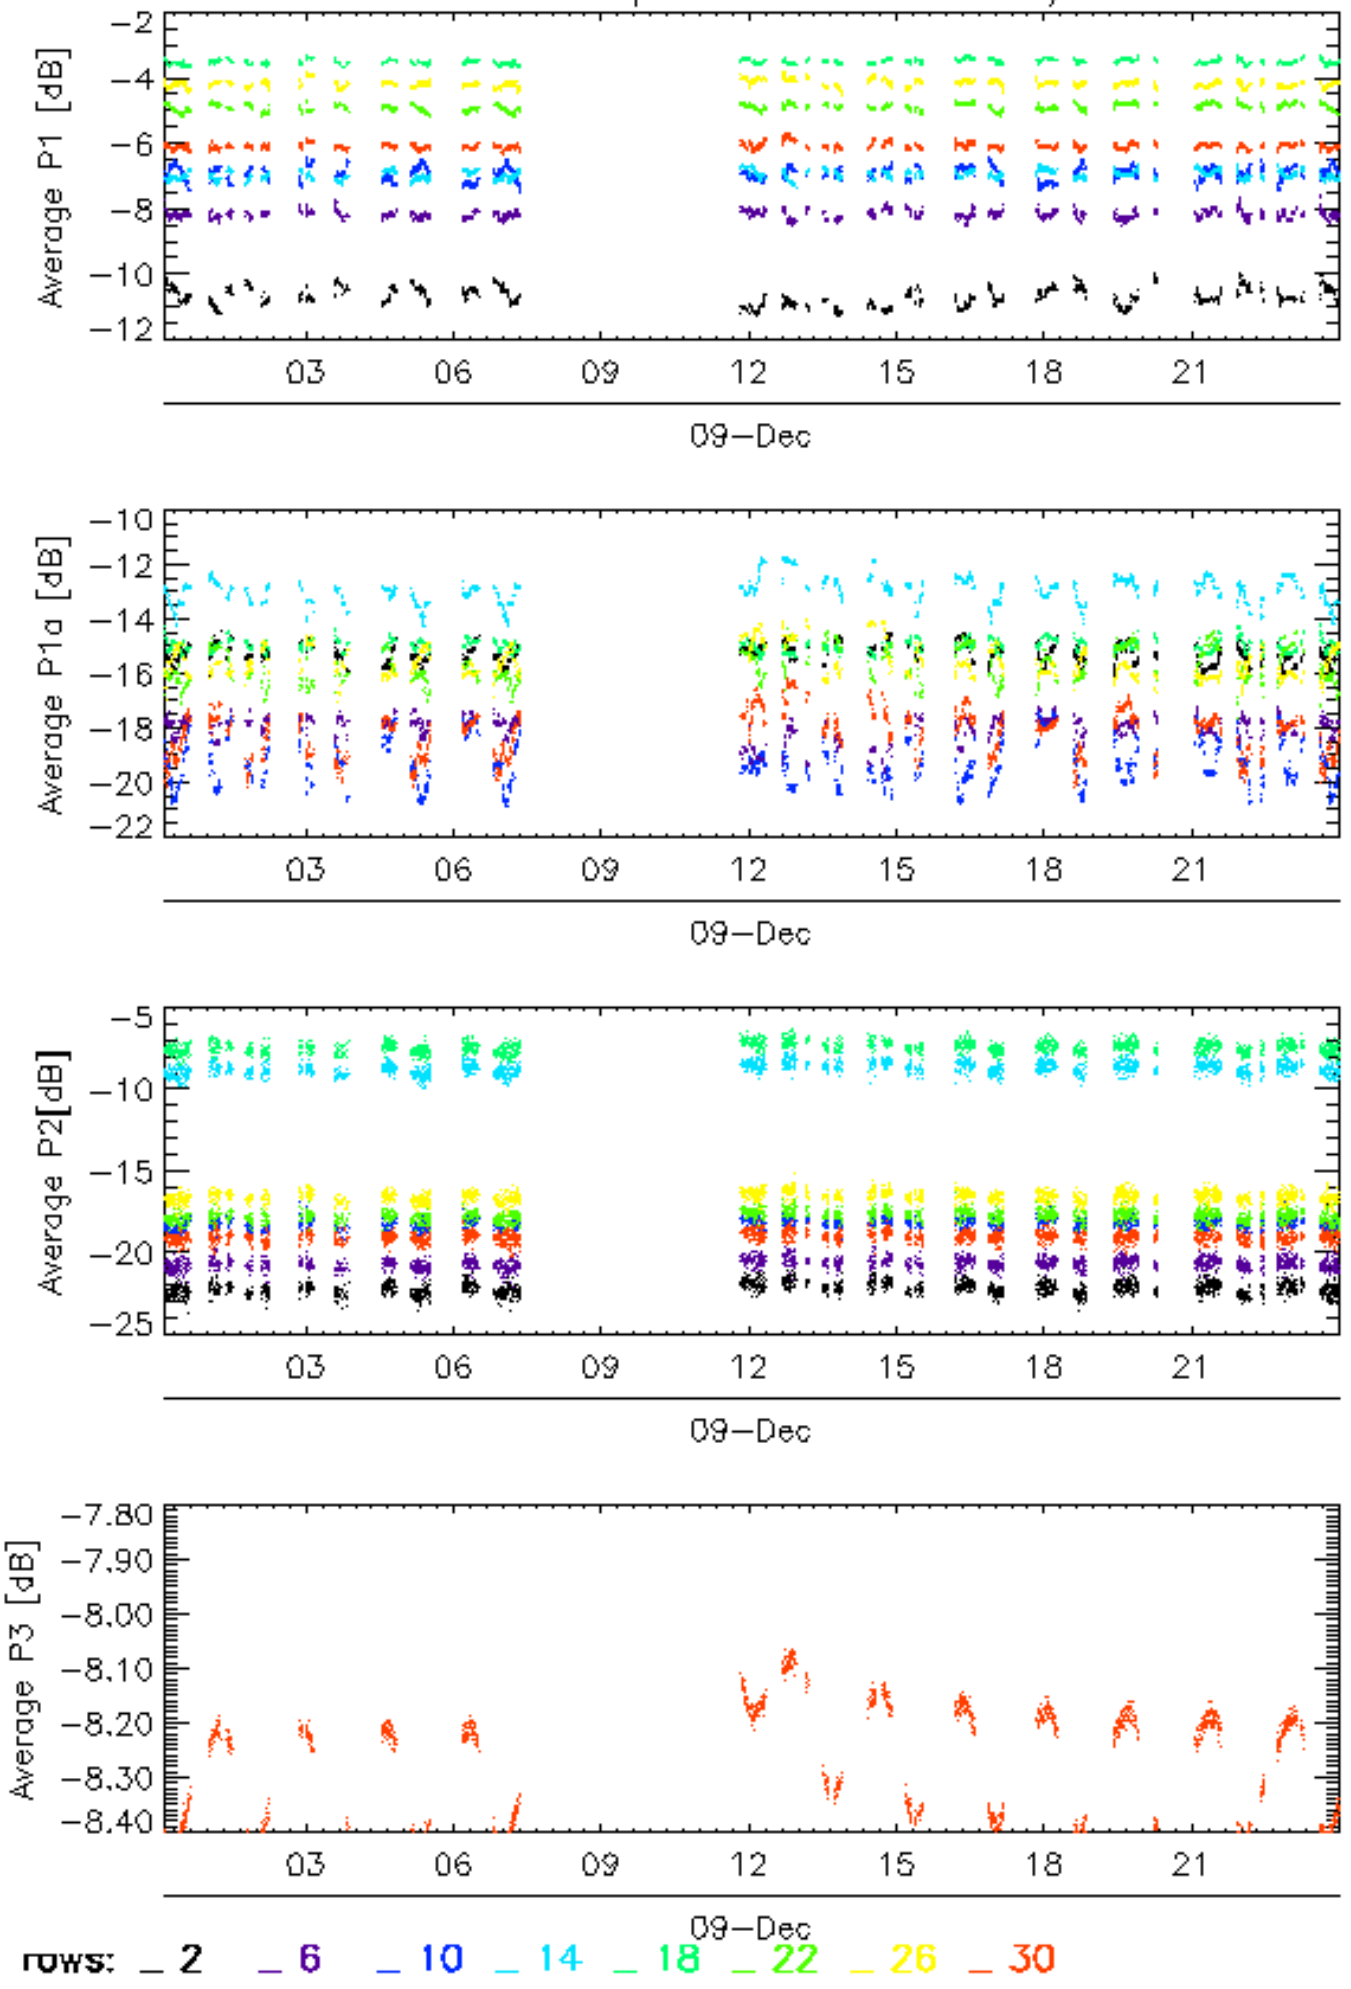 Average P1 [dB]
−2
−4
−6
−8
−10
−12
03 06 09 12 15 18 21
09−Dec
Average P1a [dB]
−10
−12
−14
−16
−18
−20
−22
03 06 09 12 15 18 21
09−Dec
Average P2[dB]
−5
−10
−15
−20
−25
03 06 09 12 15 18 21
09−Dec
Average P3 [dB]
−7.80
−7.90
−8.00
−8.10
−8.20
−8.30
−8.40
03 06 09 12 15 18 21
09−Dec
rows: _ 2 _ 6 _ 10 _ 14 _ 18 _ 22 _ 26 _ 30